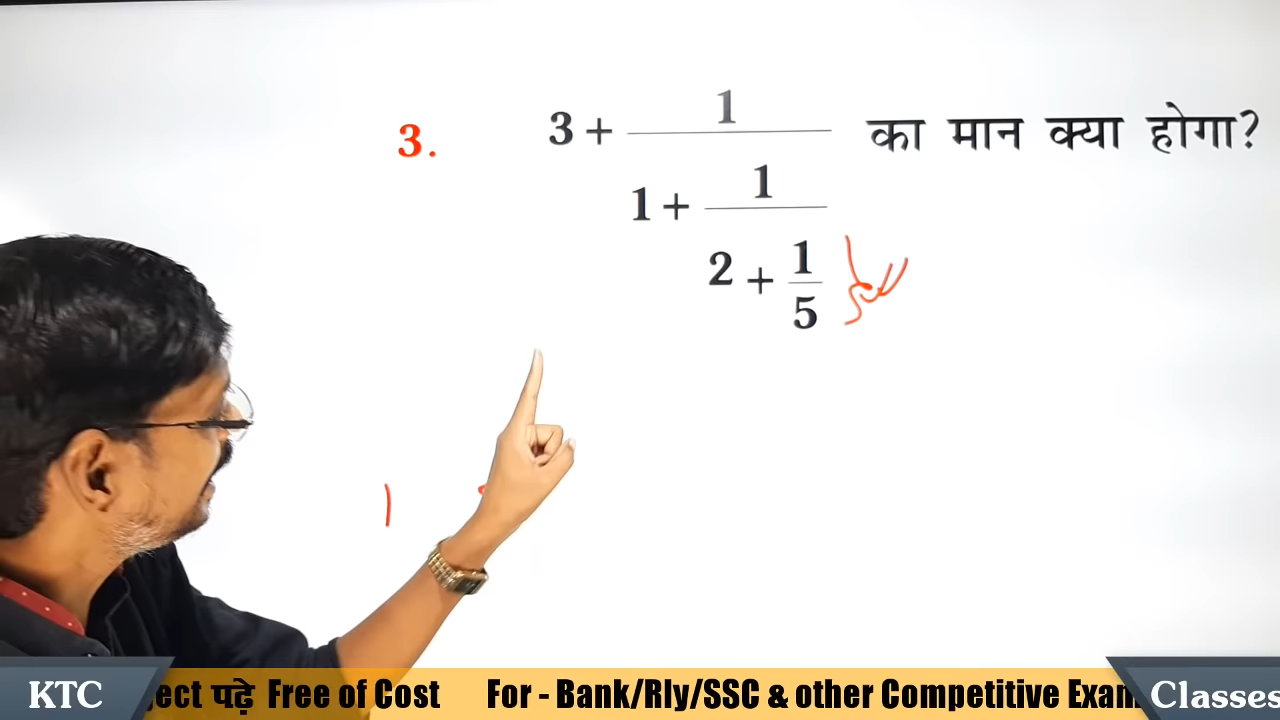 3. 3 + 1 का मान क्या होगा?
1 + 1
2 + 1
5
KTC ject पढ़े Free of Cost For - Bank/Rly/SSC & other Competitive Exam Classes